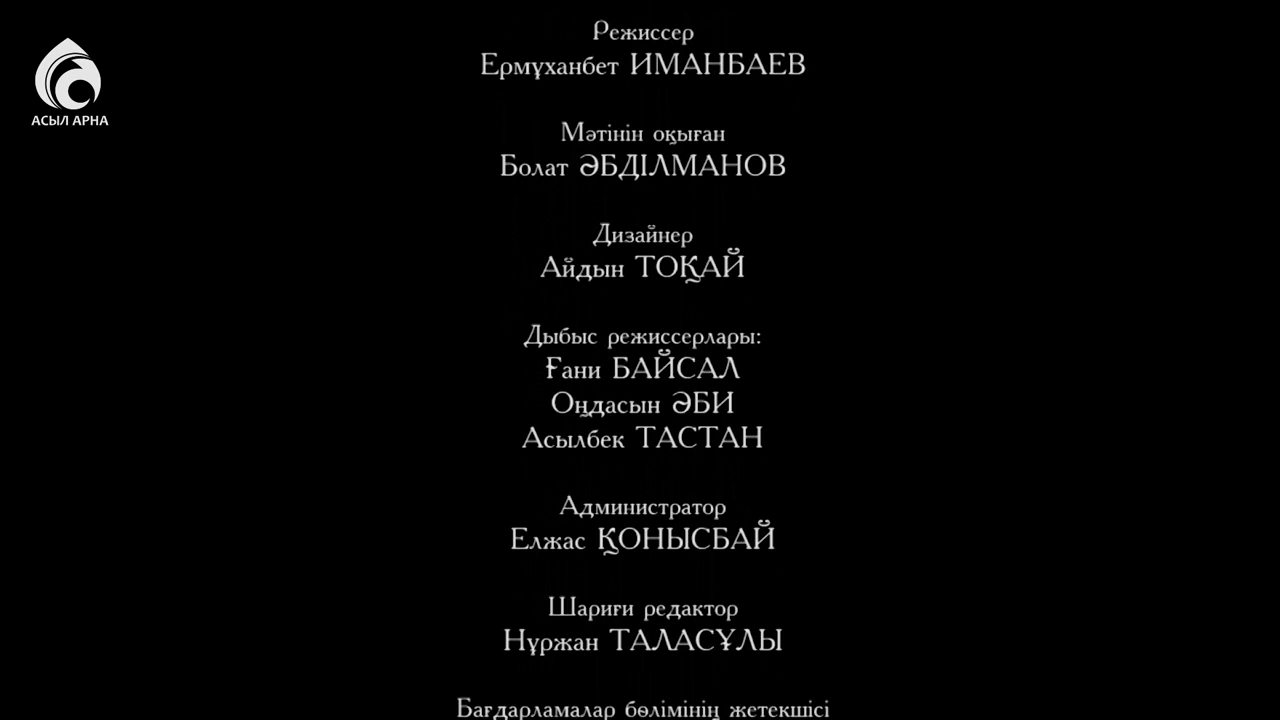 АСЫЛ АРНА
Режиссер
Ермұханбет ИМАНБАЕВ
Мәтінін оқыған
Болат ӘБДІЛМАНОВ
Дизайнер
Айдын ТОҚАЙ
Дыбыс режиссерлары:
Ғани БАЙСАЛ
Оңдасын ӘБИ
Асылбек ТАСТАН
Администратор
Елжас ҚОНЫСБАЙ
Шариғи редактор
Нұржан ТАЛАСҰЛЫ
Бағдарламалар бөлімінің жетекшісі